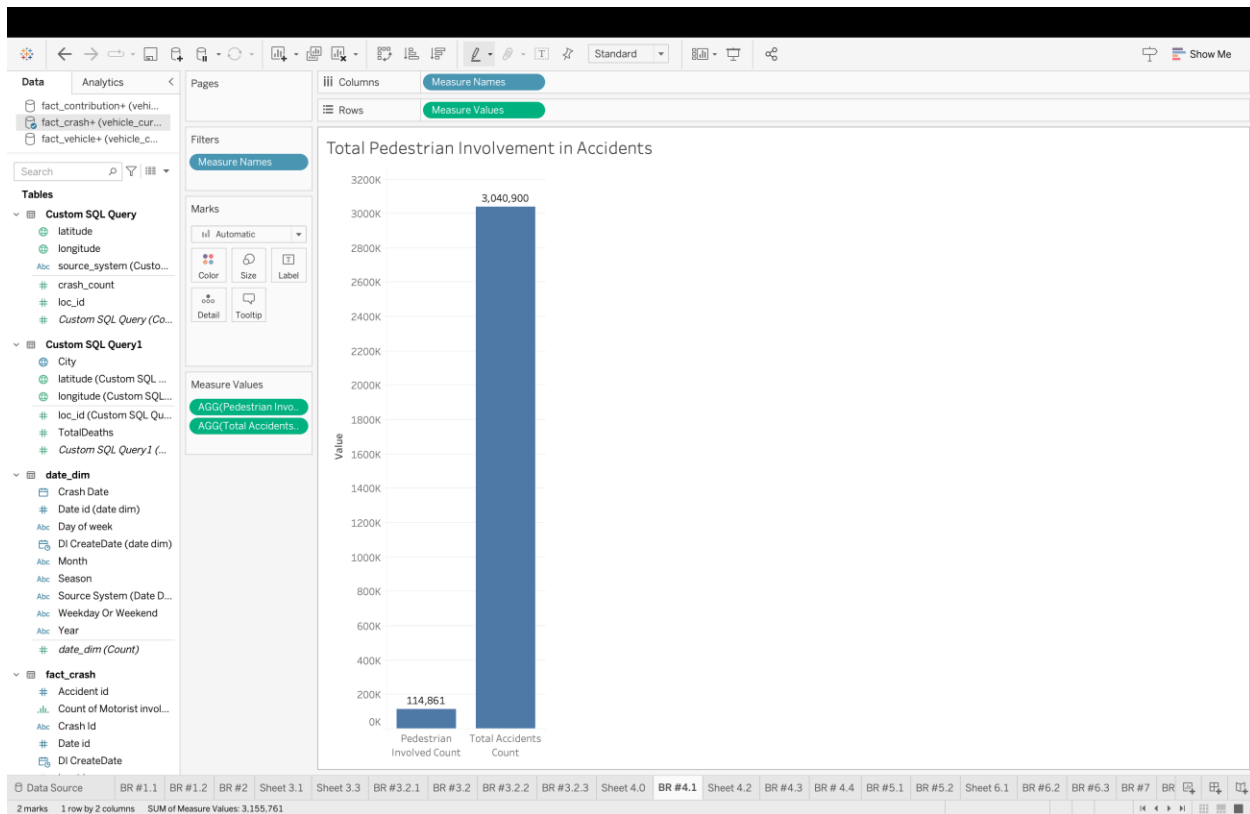 Standard
Show Me
Data
Analytics
Pages
iii Columns
Measure Names
Rows
Measure Values
fact_contribution+ (vehi...
fact_crash+ (vehicle_cur...
fact_vehicle+ (vehicle_c...
Search
Tables
Custom SQL Query
latitude
longitude
Abc source_system (Custo...
# crash_count
# loc_id
# Custom SQL Query (Co...
Custom SQL Query1
City
latitude (Custom SQL ...
longitude (Custom SQL...
# loc_id (Custom SQL Qu...
# TotalDeaths
# Custom SQL Query1 (...
date_dim
Crash Date
# Date id (date dim)
Abc Day of week
DI CreateDate (date dim)
Abc Month
Abc Season
Abc Source System (Date D...
Abc Weekday Or Weekend
Abc Year
# date_dim (Count)
fact_crash
# Accident id
Count of Motorist invol...
Abc Crash Id
# Date id
DI CreateDate
Filters
Measure Names
Marks
Automatic
Color
Size
Label
Detail
Tooltip
Measure Values
AGG(Pedestrian Invo..
AGG(Total Accidents..
Total Pedestrian Involvement in Accidents
3200K
3000K
2800K
2600K
2400K
2200K
2000K
1800K
1600K
1400K
1200K
1000K
800K
600K
400K
200K
0K
Value
3,040,900
114,861
Pedestrian
Involved Count
Total Accidents
Count
Data Source
BR #1.1
BR #1.2
BR #2
Sheet 3.1
Sheet 3.3
BR #3.2.1
BR #3.2
BR #3.2.2
BR #3.2.3
Sheet 4.0
BR #4.1
Sheet 4.2
BR #4.3
BR # 4.4
BR #5.1
BR #5.2
Sheet 6.1
BR #6.2
BR #6.3
BR #7
BR
2 marks
1 row by 2 columns
SUM of Measure Values: 3,155,761